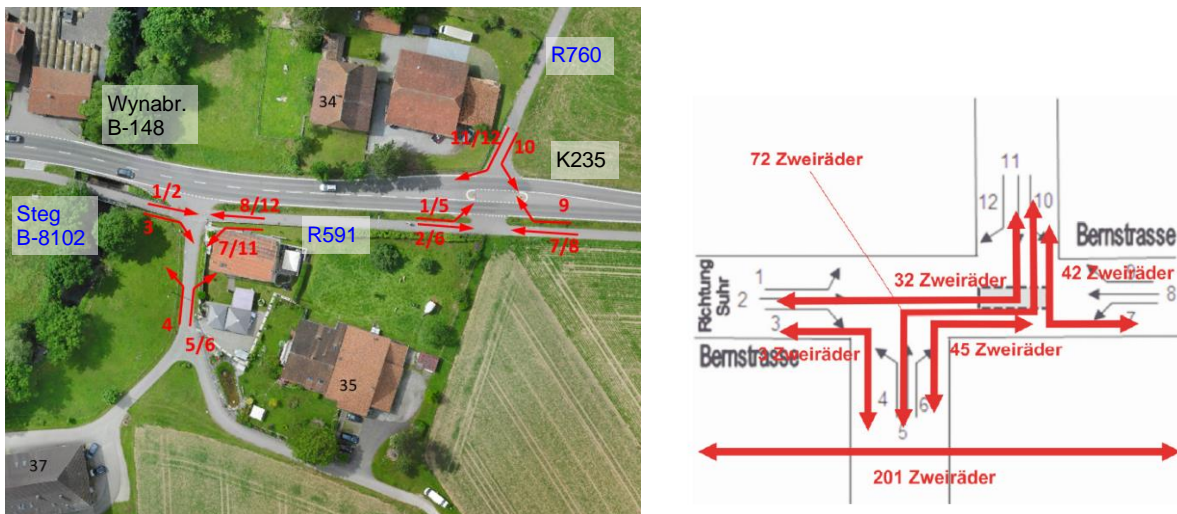 Wynabr.
B-148
34
R760
11/12
10
K235
Steg
B-8102
1/2
3
8/12
7/11
R591
1/5
2/6
9
7/8
4
5/6
35
37
72 Zweiräder
11
12
10
Bernstrasse
Richtung
Suhr
1
2
3
32 Zweiräder
42 Zweiräder
9
8
7
Zweiräder
45 Zweiräder
Bernstrasse
4
5
6
201 Zweiräder